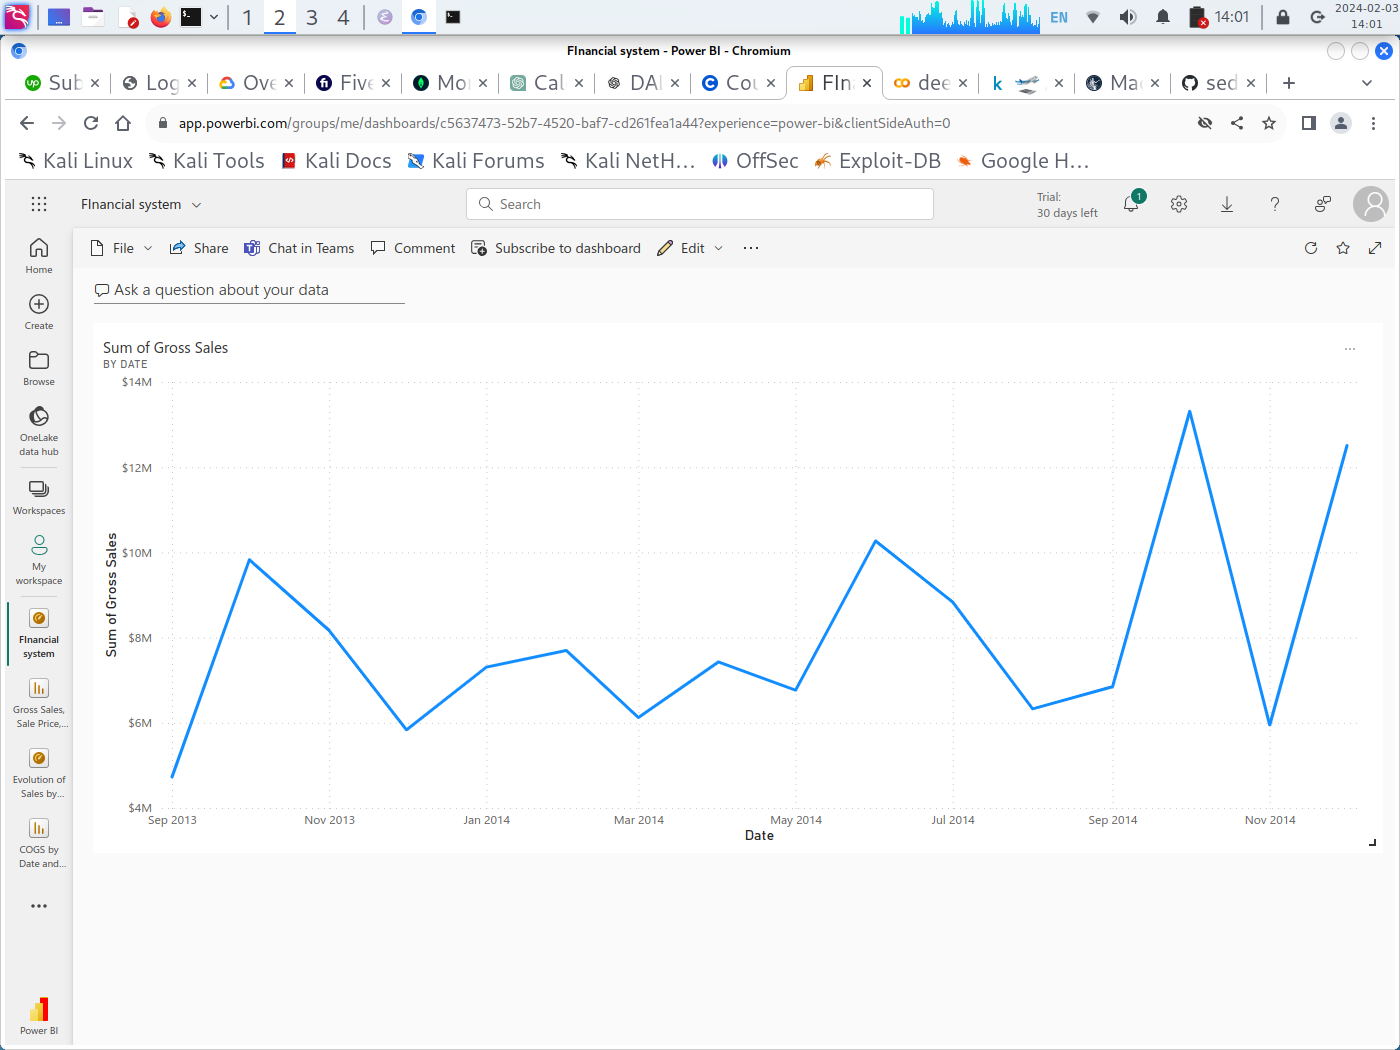 1 2 3 4 EN 14:01 2024-02-03
14:01
FInancial system - Power BI - Chromium
Sub Log Ove Five Mo Cal DAL Cou FIn dee k Ma sed
app.powerbi.com/groups/me/dashboards/c5637473-52b7-4520-baf7-cd261fea1a44?experience=power-bi&clientSideAuth=0
Kali Linux Kali Tools Kali Docs Kali Forums Kali NetH... OffSec Exploit-DB Google H...
FInancial system Search Trial:
30 days left 1
File Share Chat in Teams Comment Subscribe to dashboard Edit ...
Home
Create
Browse
OneLake
data hub
Workspaces
My
workspace
FInancial
system
Gross Sales,
Sale Price,...
Evolution of
Sales by...
COGS by
Date and...
Power BI
Ask a question about your data
Sum of Gross Sales
BY DATE
$14M
$12M
$10M
$8M
$6M
$4M
Sum of Gross Sales
Sep 2013 Nov 2013 Jan 2014 Mar 2014 May 2014 Jul 2014 Sep 2014 Nov 2014
Date